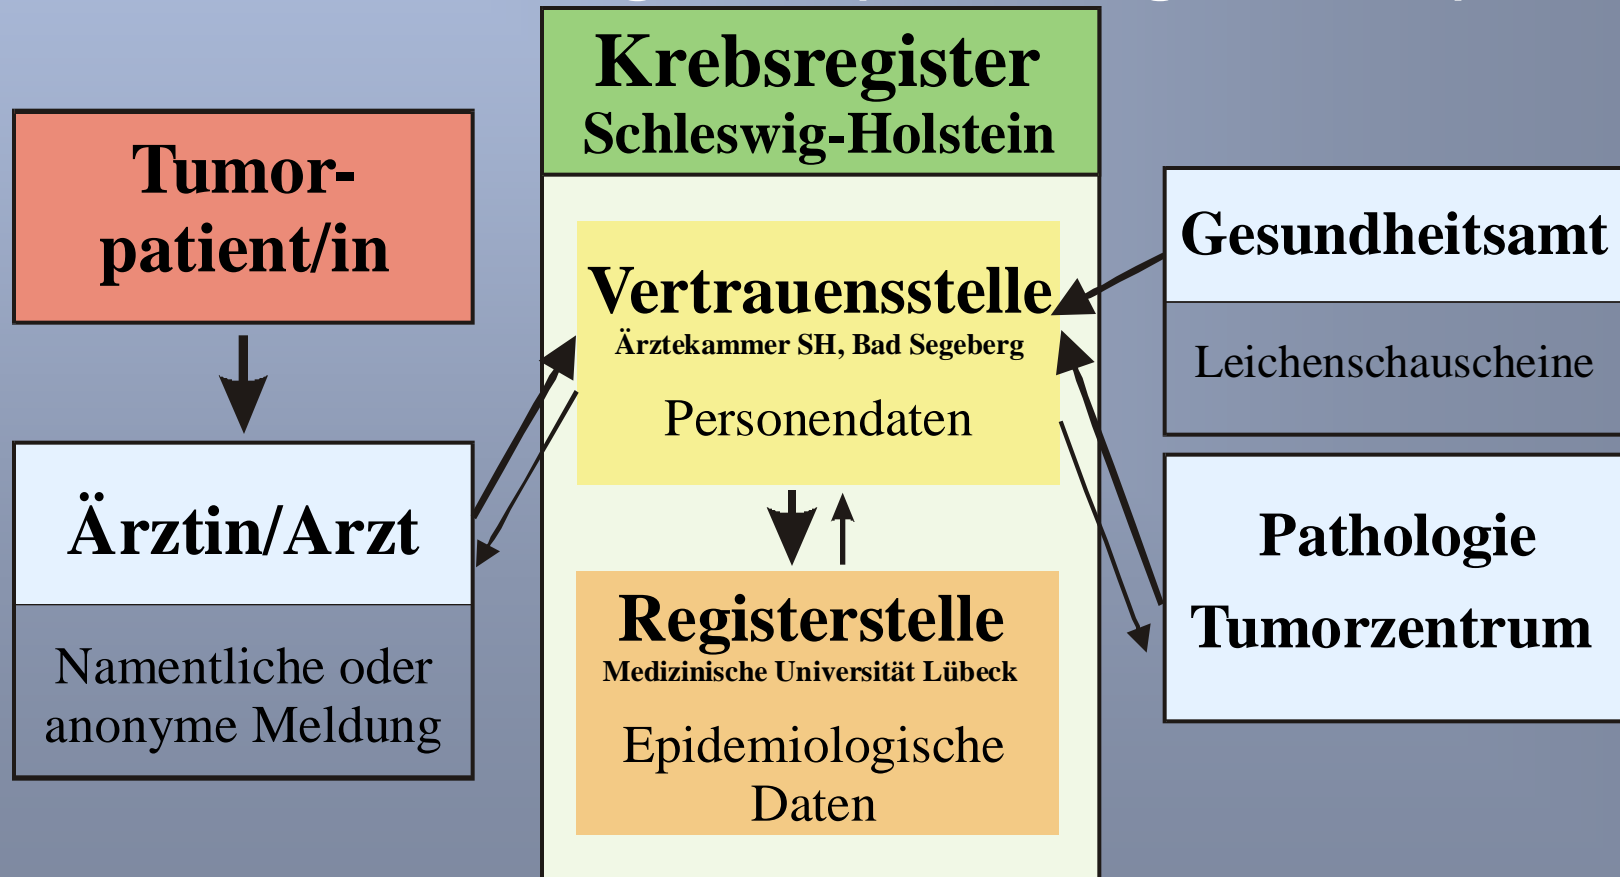 Krebsregister
Schleswig-Holstein
Tumor-
patient/in
Ärztin/Arzt
Namentliche oder
anonyme Meldung
Vertrauensstelle
Ärztekammer SH, Bad Segeberg
Personendaten
Registerstelle
Medizinische Universität Lübeck
Epidemiologische
Daten
Gesundheitsamt
Leichenschauscheine
Pathologie
Tumorzentrum